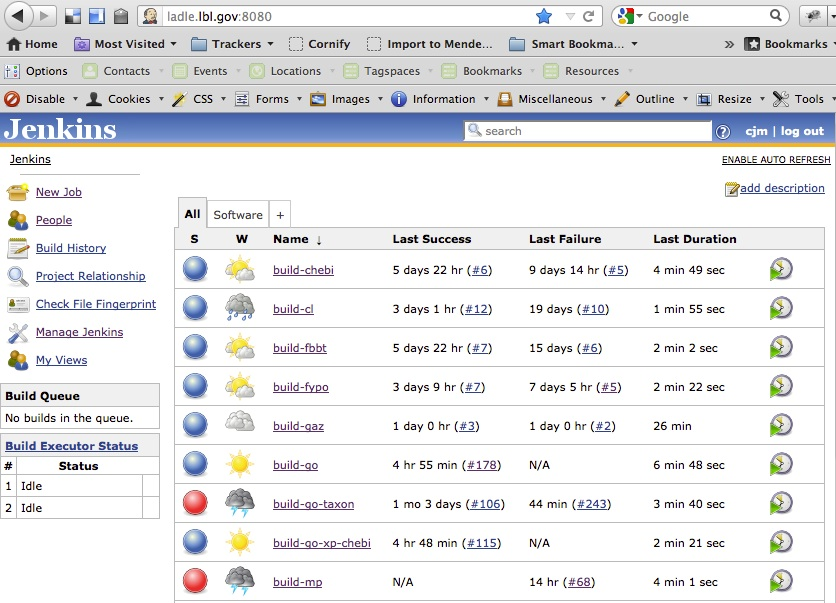 ladle.lbl.gov:8080 Google
Home Most Visited Trackers Cornify Import to Mende... Smart Bookma... » Bookmarks
Options Contacts Events Locations Tagspaces Bookmarks Resources
Disable Cookies CSS Forms Images Information Miscellaneous Outline Resize Tools
Jenkins search ? cjm | log out
Jenkins ENABLE AUTO REFRESH
add description
New Job
People
Build History
Project Relationship
Check File Fingerprint
Manage Jenkins
My Views
Build Queue
No builds in the queue.
Build Executor Status
# Status
1 Idle
2 Idle
All Software +
S W Name ↓ Last Success Last Failure Last Duration
build-chebi 5 days 22 hr (#6) 9 days 14 hr (#5) 4 min 49 sec
build-cl 3 days 1 hr (#12) 19 days (#10) 1 min 55 sec
build-fbbt 5 days 22 hr (#7) 15 days (#6) 2 min 2 sec
build-fypo 3 days 9 hr (#7) 7 days 5 hr (#5) 2 min 22 sec
build-gaz 1 day 0 hr (#3) 1 day 0 hr (#2) 26 min
build-go 4 hr 55 min (#178) N/A 6 min 48 sec
build-go-taxon 1 mo 3 days (#106) 44 min (#243) 3 min 40 sec
build-go-xp-chebi 4 hr 48 min (#115) N/A 2 min 21 sec
build-mp N/A 14 hr (#68) 4 min 1 sec